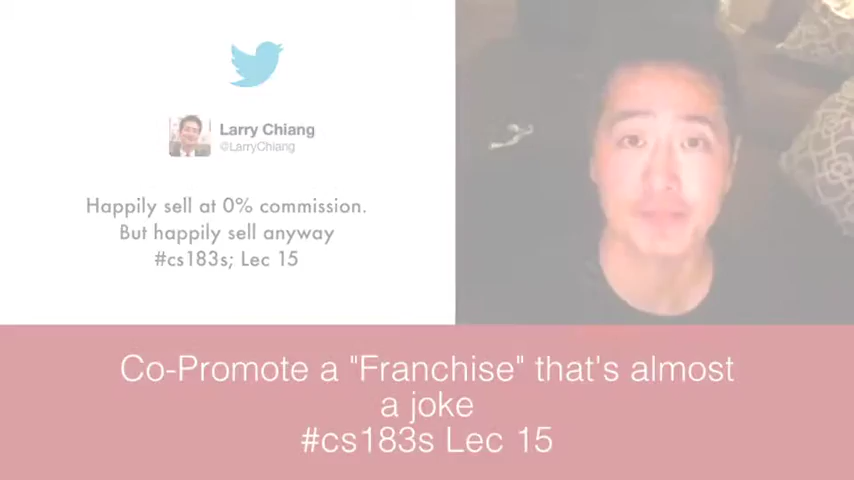 Larry Chiang
@LarryChiang
Happily sell at 0% commission.
But happily sell anyway
#cs183s; Lec 15
Co-Promote a "Franchise" that's almost
a joke
#cs183s Lec 15